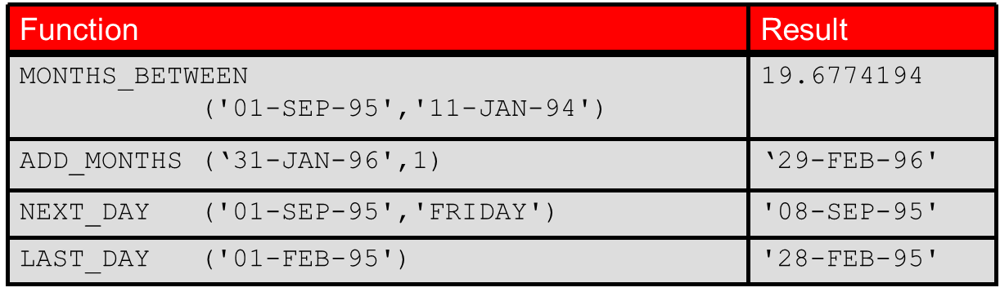 Function Result
MONTHS_BETWEEN 19.6774194
('01-SEP-95','11-JAN-94')
ADD_MONTHS (‘31-JAN-96',1) ‘29-FEB-96'
NEXT_DAY ('01-SEP-95','FRIDAY') '08-SEP-95'
LAST_DAY ('01-FEB-95') '28-FEB-95'